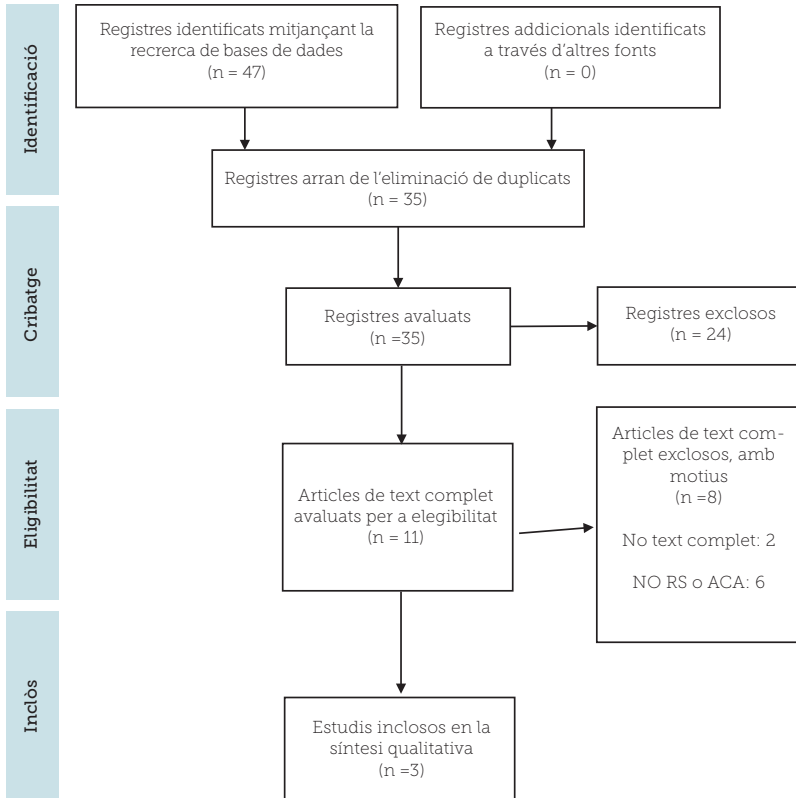 Identificació
Registres identificats mitjançant la
recrerca de bases de dades
(n = 47)
Registres addicionals identificats
a través d'altres fonts
(n = 0)
Registres arran de l'eliminació de duplicats
(n = 35)
Cribatge
Registres avaluats
(n =35)
Registres exclosos
(n = 24)
Eligibilitat
Articles de text complet
avaluats per a elegibilitat
(n = 11)
Articles de text com-
plet exclosos, amb
motius
(n =8)
No text complet: 2
NO RS o ACA: 6
Inclòs
Estudis inclosos en la
síntesi qualitativa
(n =3)